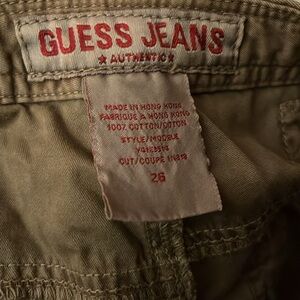 GUESS JEANS
★ AUTHENTIC ★
MADE IN HONG KONG
FABRIQUE A HONG KONG
100% COTTON/COTON
STYLE/MODELE
CUT/COUPE
26